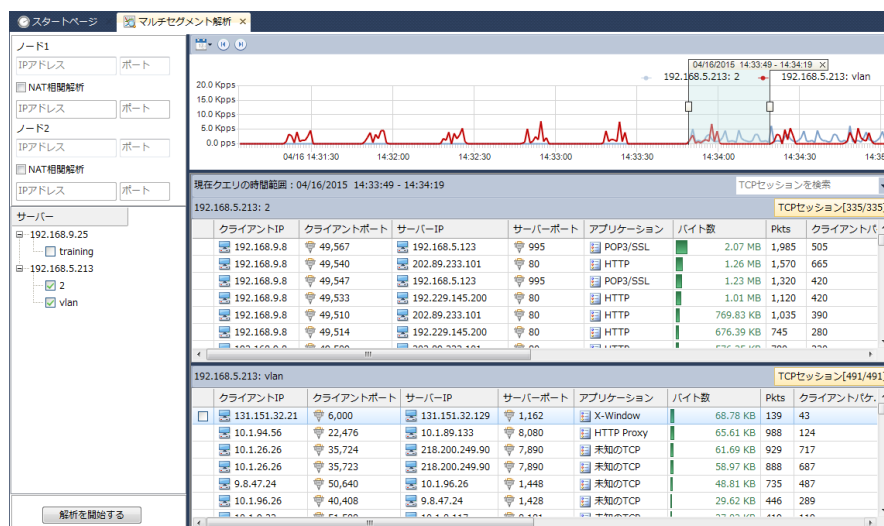 スタートページ
マルチセグメント解析
ノード1
IPアドレス ポート
NAT相関解析
IPアドレス ポート
ノード2
IPアドレス ポート
NAT相関解析
IPアドレス ポート
サーバー
192.168.9.25
training
192.168.5.213
2
vlan
解析を開始する
04/16/2015 14:33:49 - 14:34:19
192.168.5.213: 2 192.168.5.213: vlan
20.0 Kpps
15.0 Kpps
10.0 Kpps
5.0 Kpps
0.0 pps
04/16 14:31:30 14:32:00 14:32:30 14:33:00 14:33:30 14:34:00 14:34:30
現在クエリの時間範囲：04/16/2015 14:33:49 - 14:34:19 TCPセッションを検索
192.168.5.213: 2 TCPセッション[335/335]
クライアントIP クライアントポート サーバーIP サーバーポート アプリケーション バイト数 Pkts クライアントパケ
192.168.9.8 49,567 192.168.5.123 995 POP3/SSL 2.07 MB 1,985 505
192.168.9.8 49,540 202.89.233.101 80 HTTP 1.26 MB 1,570 665
192.168.9.8 49,547 192.168.5.123 995 POP3/SSL 1.23 MB 1,320 420
192.168.9.8 49,533 192.229.145.200 80 HTTP 1.01 MB 1,120 420
192.168.9.8 49,510 202.89.233.101 80 HTTP 769.83 KB 1,035 390
192.168.9.8 49,514 192.229.145.200 80 HTTP 676.39 KB 745 280
192.168.5.213: vlan TCPセッション[491/491]
クライアントIP クライアントポート サーバーIP サーバーポート アプリケーション バイト数 Pkts クライアントパケ..
131.151.32.21 6,000 131.151.32.129 1,162 X-Window 68.78 KB 139 43
10.1.94.56 22,476 10.1.89.133 8,080 HTTP Proxy 65.61 KB 988 124
10.1.26.26 35,724 218.200.249.90 7,890 未知のTCP 61.69 KB 929 717
10.1.26.26 35,723 218.200.249.90 7,890 未知のTCP 58.97 KB 888 687
9.8.47.24 50,640 10.1.96.26 1,448 未知のTCP 48.81 KB 735 487
10.1.96.26 40,408 9.8.47.24 1,428 未知のTCP 29.62 KB 446 289